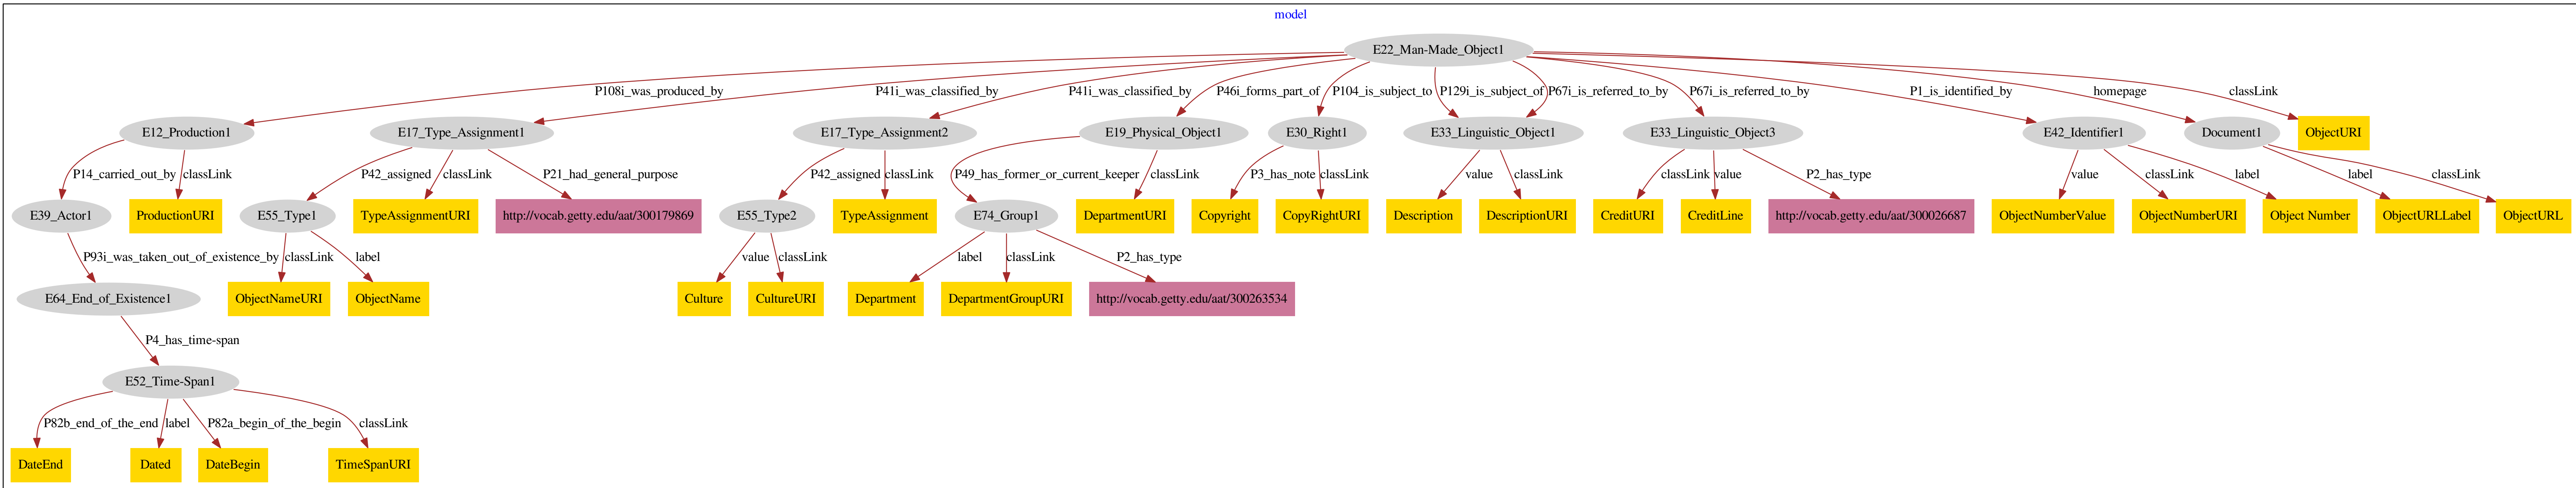 model
E22_Man-Made_Object1
P108i_was_produced_by
P41i_was_classified_by
P41i_was_classified_by
P46i_forms_part_of
P104_is_subject_to
P129i_is_subject_of
P67i_is_referred_to_by
P67i_is_referred_to_by
P1_is_identified_by
homepage
classLink
E12_Production1
E17_Type_Assignment1
E17_Type_Assignment2
E19_Physical_Object1
E30_Right1
E33_Linguistic_Object1
E33_Linguistic_Object3
E42_Identifier1
Document1
ObjectURI
P14_carried_out_by
classLink
P42_assigned
classLink
P21_had_general_purpose
P42_assigned
classLink
P49_has_former_or_current_keeper
classLink
P3_has_note
classLink
value
classLink
classLink
value
P2_has_type
value
classLink
label
label
classLink
E39_Actor1
ProductionURI
E55_Type1
TypeAssignmentURI
http://vocab.getty.edu/aat/300179869
E55_Type2
TypeAssignment
E74_Group1
DepartmentURI
Copyright
CopyRightURI
Description
DescriptionURI
CreditURI
CreditLine
http://vocab.getty.edu/aat/300026687
ObjectNumberValue
ObjectNumberURI
Object Number
ObjectURLLabel
ObjectURL
P93i_was_taken_out_of_existence_by
classLink
label
value
classLink
label
classLink
P2_has_type
E64_End_of_Existence1
ObjectNameURI
ObjectName
Culture
CultureURI
Department
DepartmentGroupURI
http://vocab.getty.edu/aat/300263534
P4_has_time-span
E52_Time-Span1
P82b_end_of_the_end
label
P82a_begin_of_the_begin
classLink
DateEnd
Dated
DateBegin
TimeSpanURI